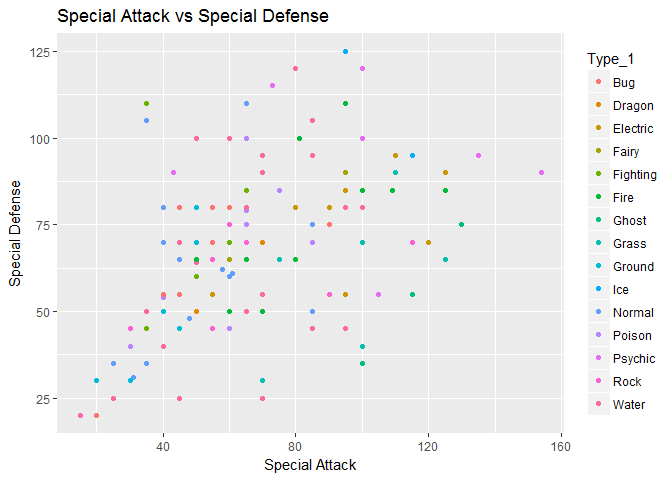 Special Attack vs Special Defense
125
100
75
50
25
Special Defense
40
80
120
160
Special Attack
Type_1
Bug
Dragon
Electric
Fairy
Fighting
Fire
Ghost
Grass
Ground
Ice
Normal
Poison
Psychic
Rock
Water